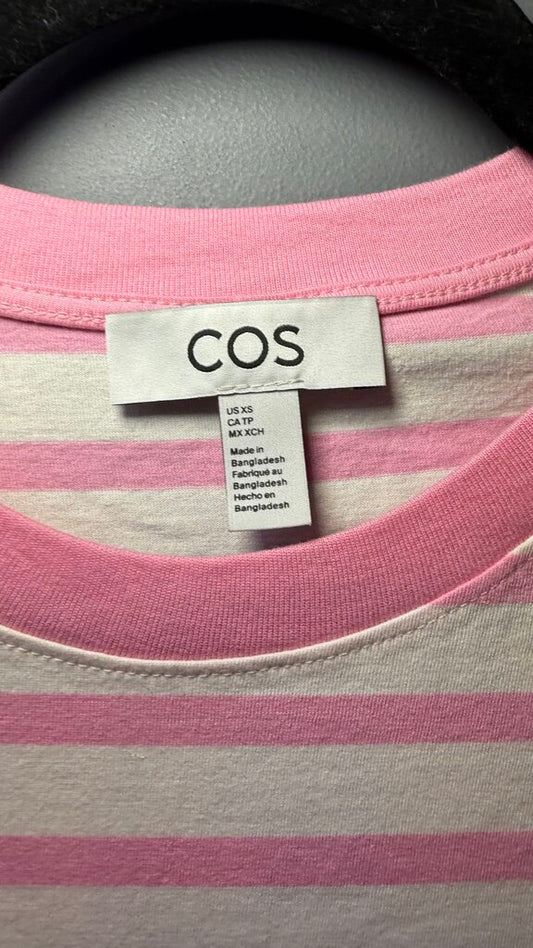 COS
US XS
CA TP
MX XCH
Made in
Bangladesh
Fabriqué au
Bangladesh
Hecho en
Bangladesh